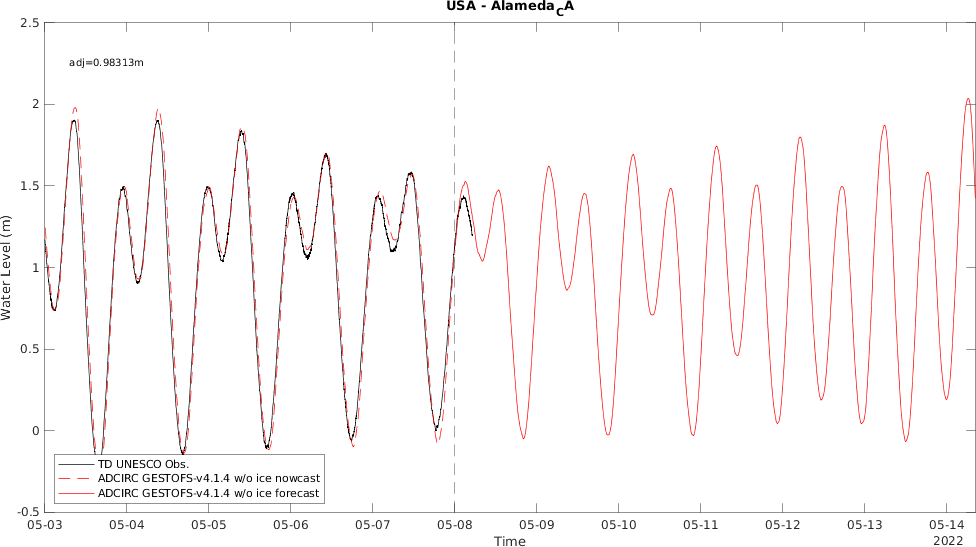 USA - Alameda_CA
adj=0.98313m
2.5
2
1.5
1
0.5
0
-0.5
Water Level (m)
TD UNESCO Obs.
ADCIRC GESTOFS-v4.1.4 w/o ice nowcast
ADCIRC GESTOFS-v4.1.4 w/o ice forecast
05-03 05-04 05-05 05-06 05-07 05-08 05-09 05-10 05-11 05-12 05-13 05-14
Time
2022